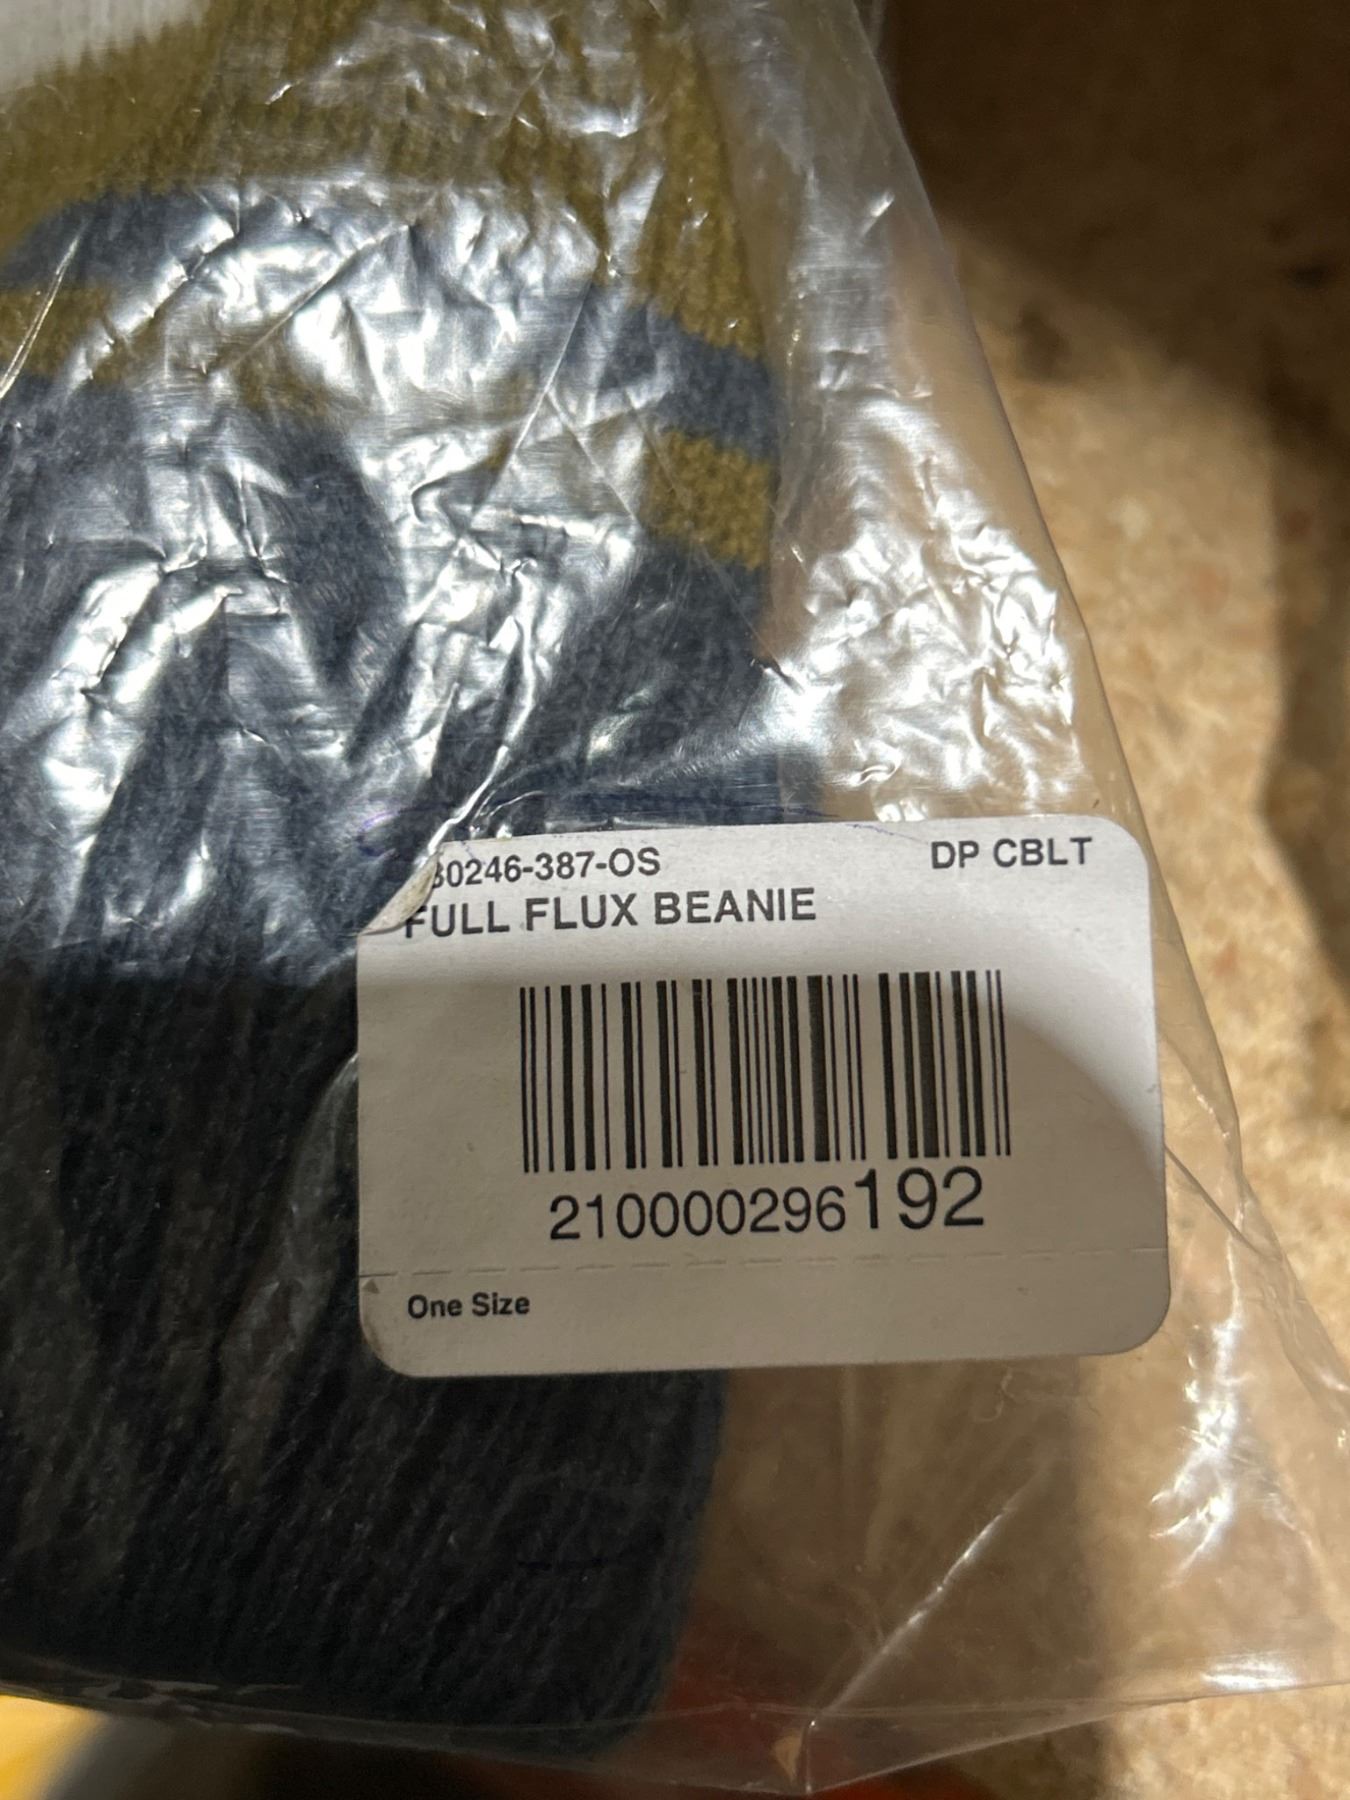 30246-387-OS DP CBLT
FULL FLUX BEANIE
210000296192
One Size